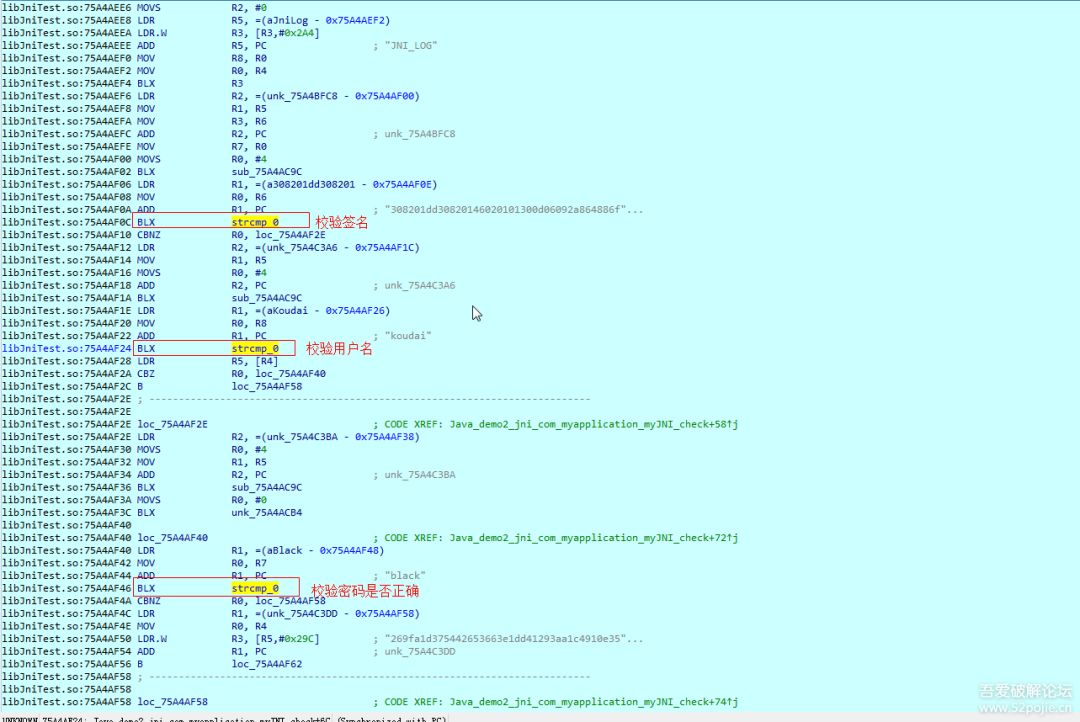 libJniTest.so:75A4AEE6 MOVS R2, #0
libJniTest.so:75A4AEE8 LDR R5, =(aJniLog - 0x75A4AEF2)
libJniTest.so:75A4AEEA LDR.W R3, [R3,#0x2A4]
libJniTest.so:75A4AEEE ADD R5, PC ; "JNI_LOG"
libJniTest.so:75A4AEF0 MOV R8, R0
libJniTest.so:75A4AEF2 MOV R0, R4
libJniTest.so:75A4AEF4 BLX R3
libJniTest.so:75A4AEF6 LDR R2, =(unk_75A4BFC8 - 0x75A4AF00)
libJniTest.so:75A4AEF8 MOV R1, R5
libJniTest.so:75A4AEFA MOV R3, R6
libJniTest.so:75A4AEFC ADD R2, PC ; unk_75A4BFC8
libJniTest.so:75A4AEFE MOV R7, R0
libJniTest.so:75A4AF00 MOVS R0, #4
libJniTest.so:75A4AF02 BLX sub_75A4AC9C
libJniTest.so:75A4AF06 LDR R1, =(a308201dd308201 - 0x75A4AF0E)
libJniTest.so:75A4AF08 MOV R0, R6
libJniTest.so:75A4AF0A ADD R1, PC ; "308201dd30820146020101300d06092a864886f"...
libJniTest.so:75A4AF0C BLX strcmp_0 校验签名
libJniTest.so:75A4AF10 CBNZ R0, loc_75A4AF2E
libJniTest.so:75A4AF12 LDR R2, =(unk_75A4C3A6 - 0x75A4AF1C)
libJniTest.so:75A4AF14 MOV R1, R5
libJniTest.so:75A4AF16 MOVS R0, #4
libJniTest.so:75A4AF18 ADD R2, PC ; unk_75A4C3A6
libJniTest.so:75A4AF1A BLX sub_75A4AC9C
libJniTest.so:75A4AF1E LDR R1, =(aKoudai - 0x75A4AF26)
libJniTest.so:75A4AF20 MOV R0, R8
libJniTest.so:75A4AF22 ADD R1, PC ; "koudai"
libJniTest.so:75A4AF24 BLX strcmp_0 校验用户名
libJniTest.so:75A4AF28 LDR R5, [R4]
libJniTest.so:75A4AF2A CBZ R0, loc_75A4AF40
libJniTest.so:75A4AF2C B loc_75A4AF58
libJniTest.so:75A4AF2E ; ---------------------------------------------------------------------------
libJniTest.so:75A4AF2E
libJniTest.so:75A4AF2E loc_75A4AF2E ; CODE XREF: Java_demo2_jni_com_myapplication_myJNI_check+58↑j
libJniTest.so:75A4AF2E LDR R2, =(unk_75A4C3BA - 0x75A4AF38)
libJniTest.so:75A4AF30 MOVS R0, #4
libJniTest.so:75A4AF32 MOV R1, R5
libJniTest.so:75A4AF34 ADD R2, PC ; unk_75A4C3BA
libJniTest.so:75A4AF36 BLX sub_75A4AC9C
libJniTest.so:75A4AF3A MOVS R0, #0
libJniTest.so:75A4AF3C BLX unk_75A4ACB4
libJniTest.so:75A4AF40
libJniTest.so:75A4AF40 loc_75A4AF40 ; CODE XREF: Java_demo2_jni_com_myapplication_myJNI_check+72↑j
libJniTest.so:75A4AF40 LDR R1, =(aBlack - 0x75A4AF48)
libJniTest.so:75A4AF42 MOV R0, R7
libJniTest.so:75A4AF44 ADD R1, PC ; "black"
libJniTest.so:75A4AF46 BLX strcmp_0 校验密码是否正确
libJniTest.so:75A4AF4A CBNZ R0, loc_75A4AF58
libJniTest.so:75A4AF4C LDR R1, =(unk_75A4C3DD - 0x75A4AF58)
libJniTest.so:75A4AF4E MOV R0, R4
libJniTest.so:75A4AF50 LDR.W R3, [R5,#0x29C] ; "269fa1d375442653663e1dd41293aa1c4910e35"...
libJniTest.so:75A4AF54 ADD R1, PC ; unk_75A4C3DD
libJniTest.so:75A4AF56 B loc_75A4AF62
libJniTest.so:75A4AF58 ; ---------------------------------------------------------------------------
libJniTest.so:75A4AF58
libJniTest.so:75A4AF58 loc_75A4AF58 ; CODE XREF: Java_demo2_jni_com_myapplication_myJNI_check+74↑j
吾爱破解论坛
www.52pojie.cn